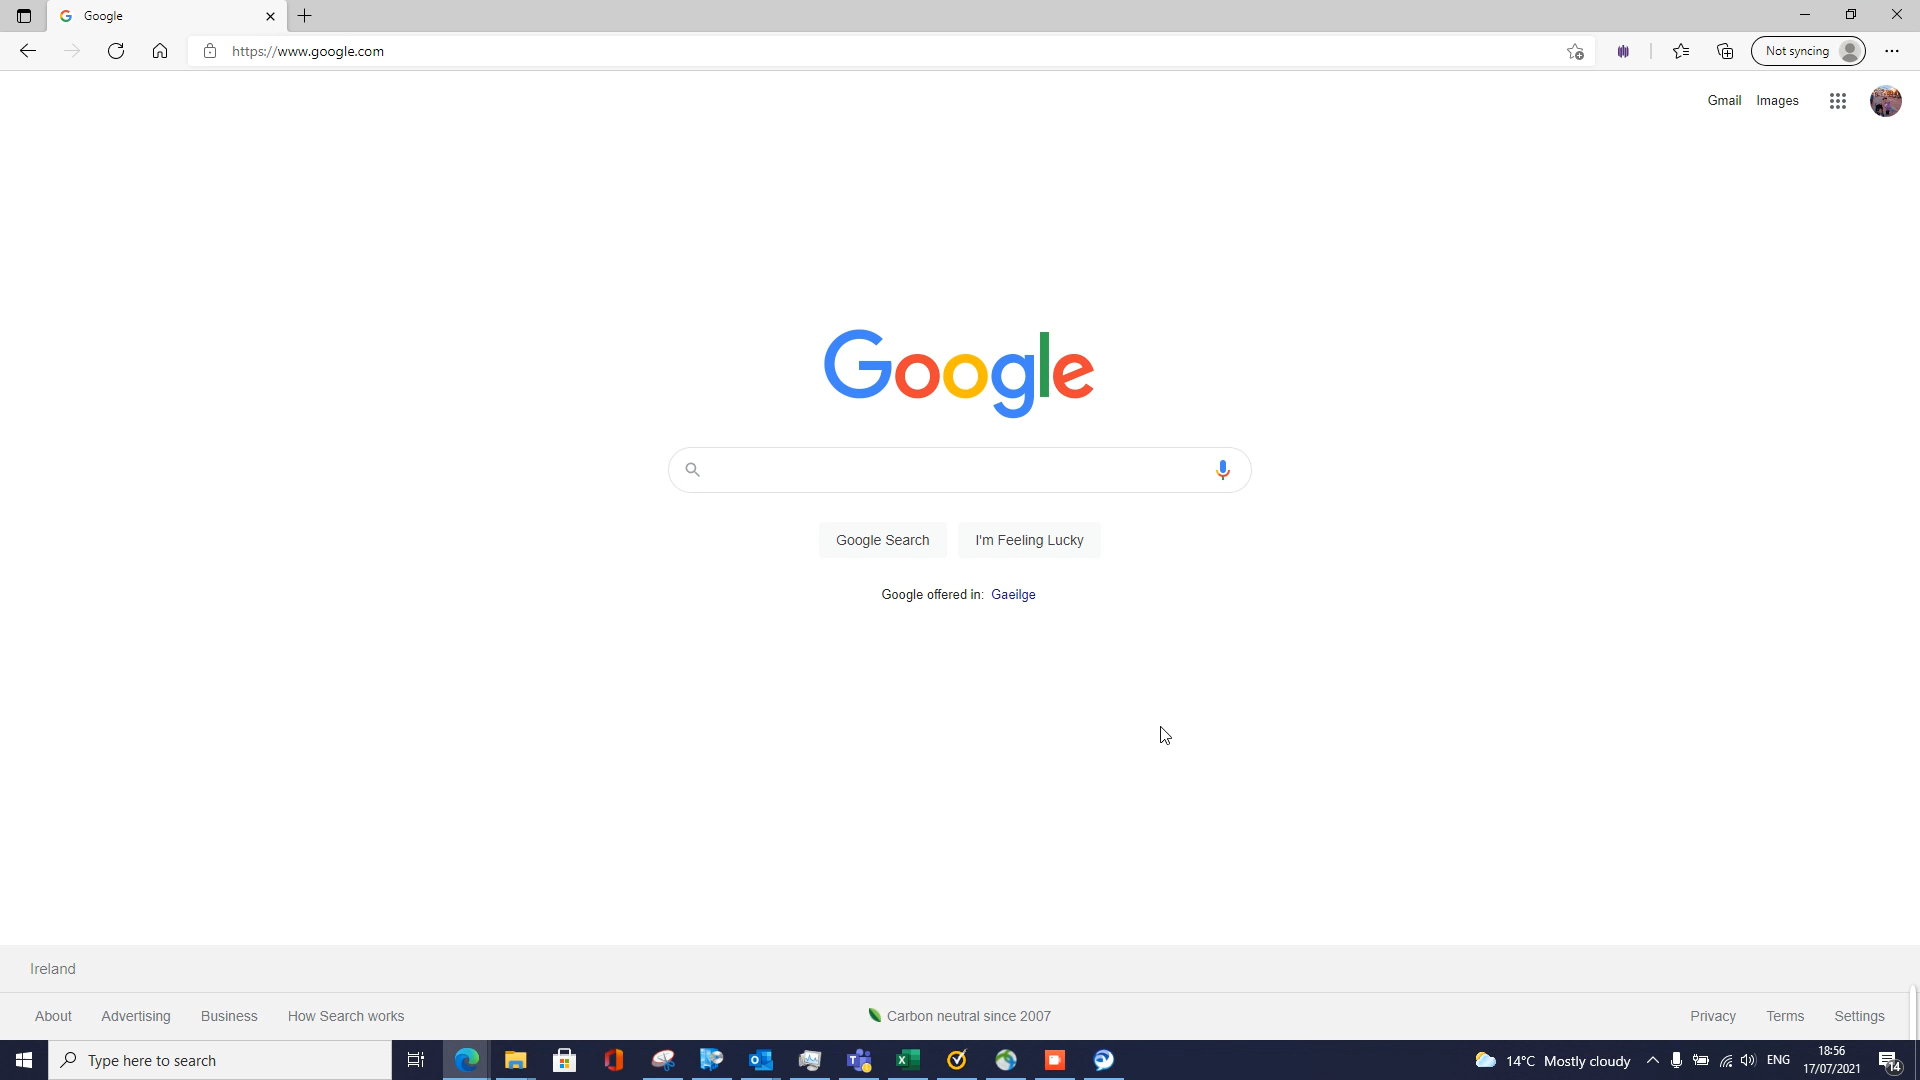 Google
https://www.google.com
Not syncing
Gmail Images
Google
Google Search I'm Feeling Lucky
Google offered in: Gaeilge
Ireland
About Advertising Business How Search works
Carbon neutral since 2007
Privacy Terms Settings
Type here to search
14°C Mostly cloudy
ENG
18:56
17/07/2021
14